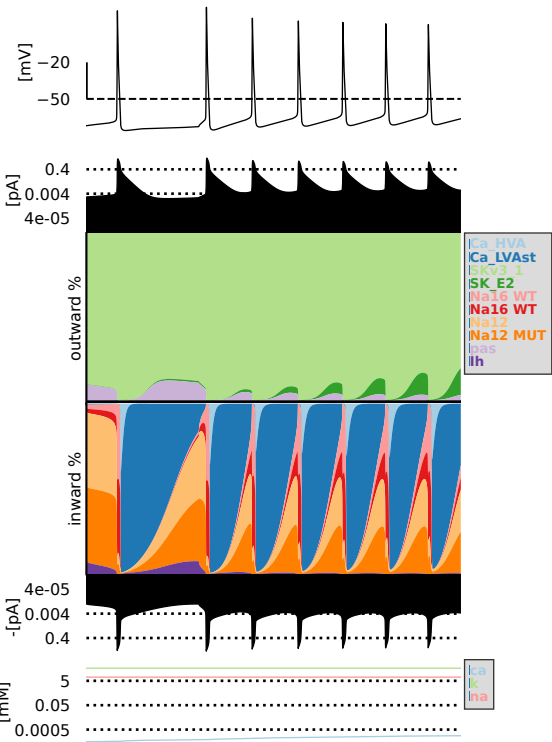 [mV]
−20
−50
[pA]
0.4
0.004
4e-05
outward %
Ca_HVA
Ca_LVAst
SKv3_1
SK_E2
Na16 WT
Na16 WT
Na12
Na12 MUT
pas
Ih
inward %
-[pA]
4e-05
0.004
0.4
[mM]
5
0.05
0.0005
ca
k
na